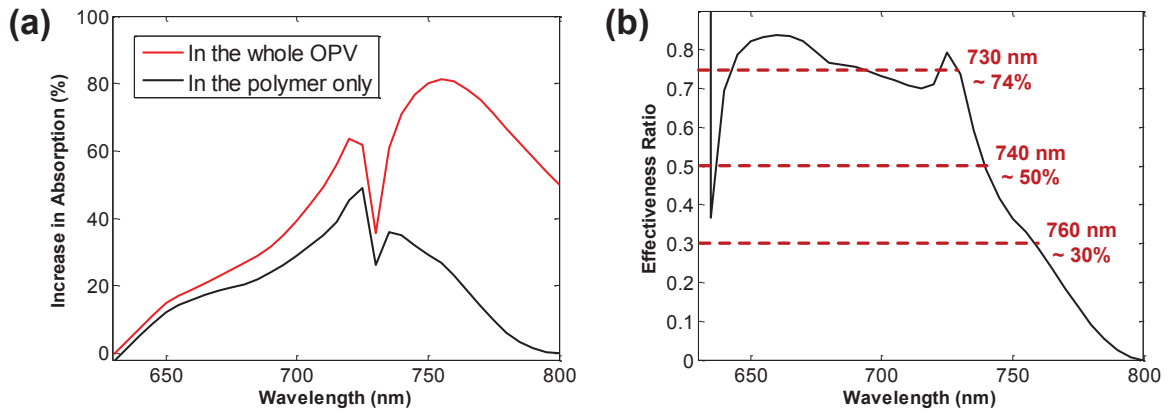 (a)
Increase in Absorption (%)
100
80
60
40
20
0
In the whole OPV
In the polymer only
650
700
750
800
Wavelength (nm)
(b)
Effectiveness Ratio
0.8
0.7
0.6
0.5
0.4
0.3
0.2
0.1
0
730 nm
~ 74%
740 nm
~ 50%
760 nm
~ 30%
650
700
750
800
Wavelength (nm)